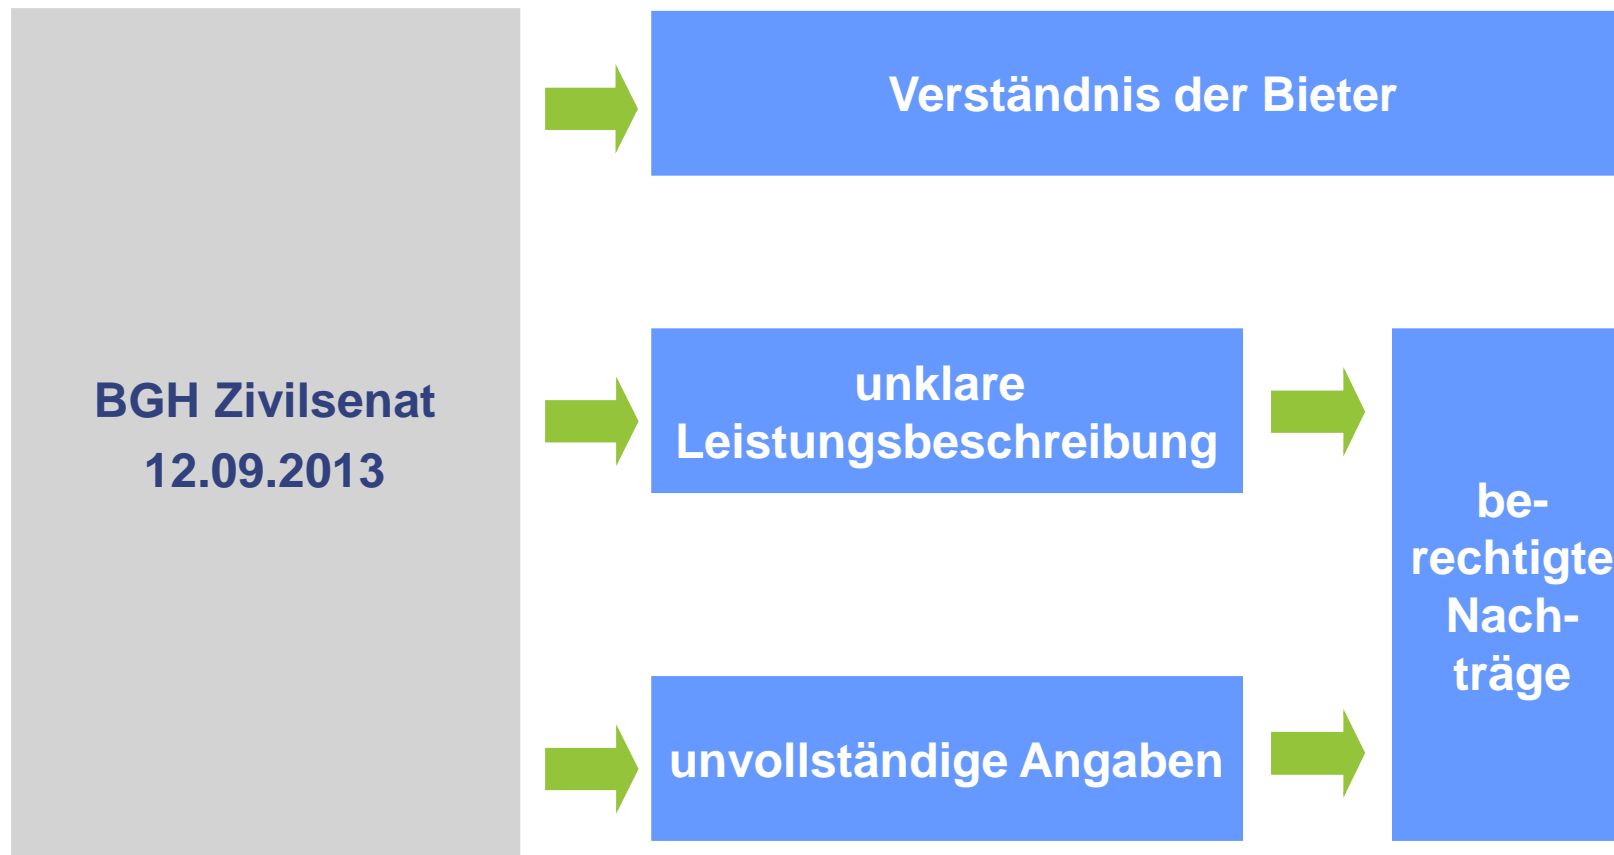 BGH Zivilsenat
12.09.2013
Verständnis der Bieter
unklare
Leistungsbeschreibung
unvollständige Angaben
be-
rechtigte
Nach-
träge